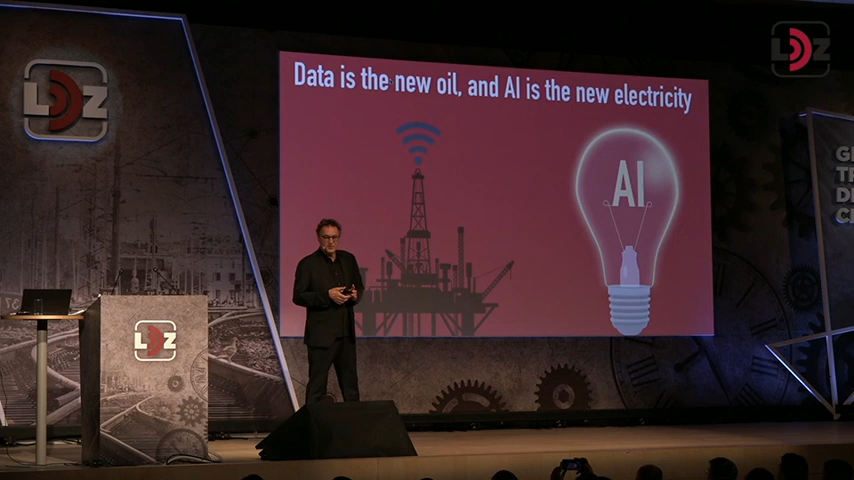 LDZ
LDZ
Data is the new oil, and AI is the new electricity
AI
LDZ